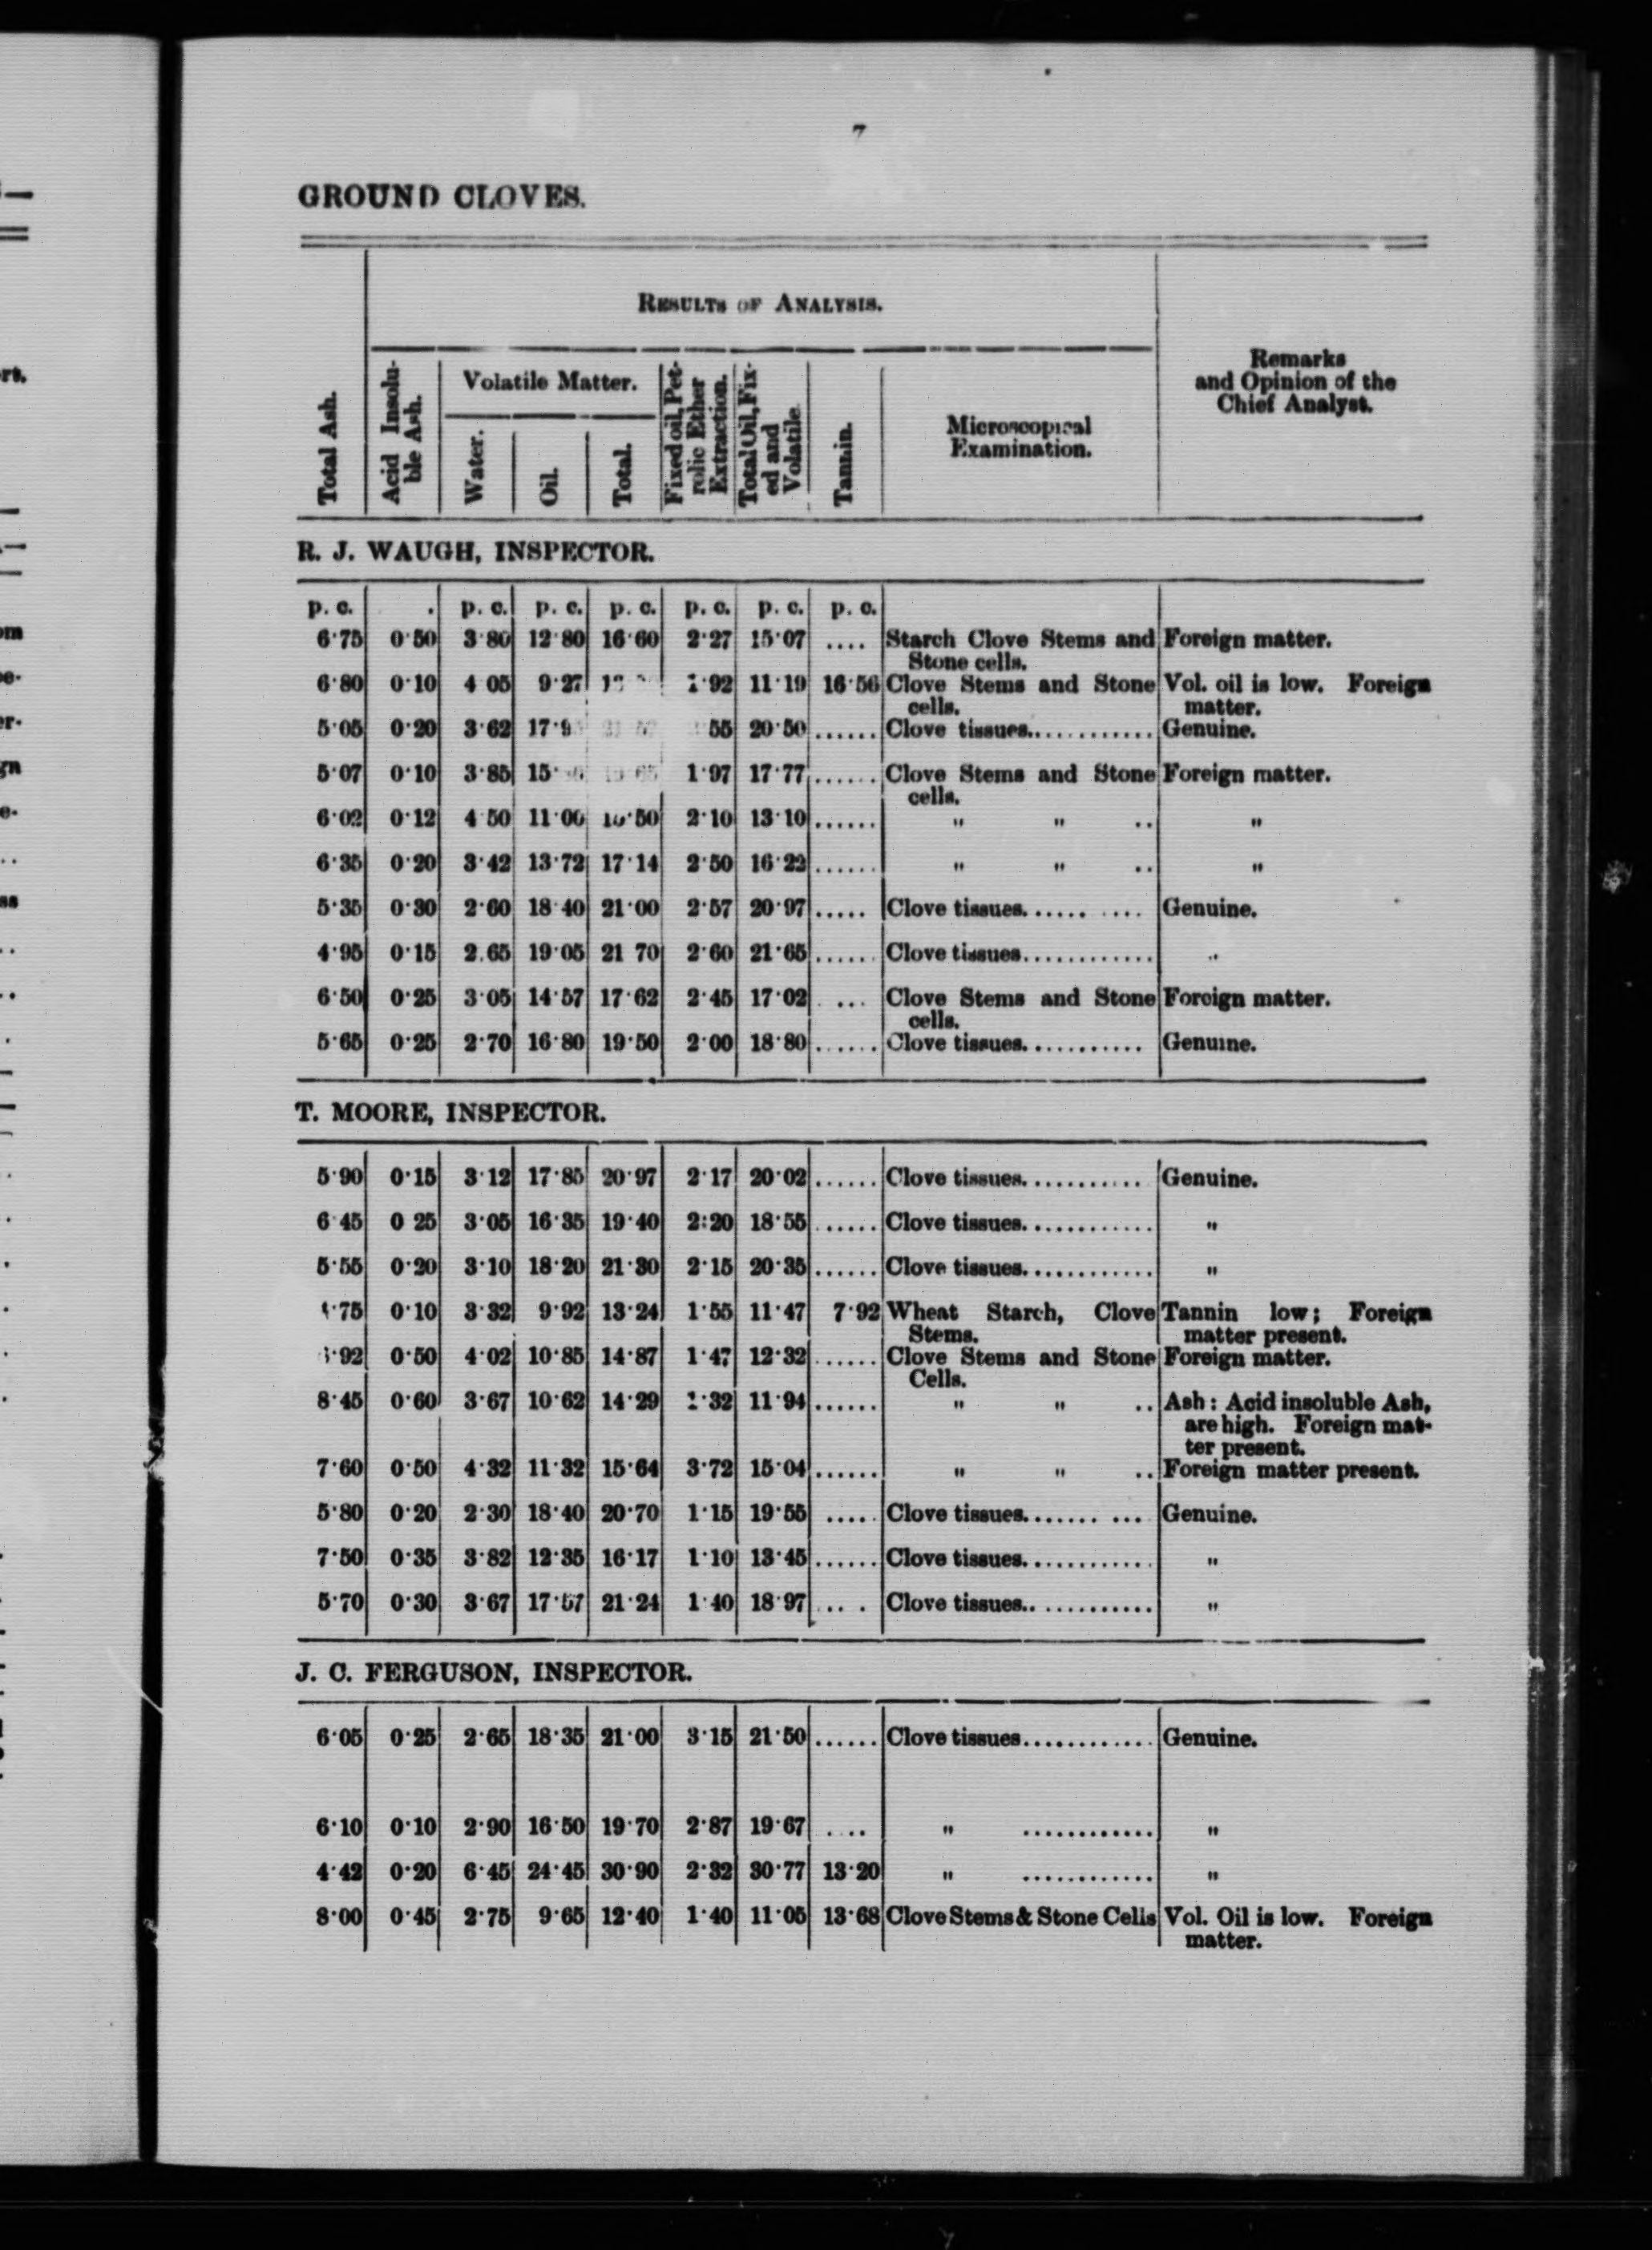 7
GROUND CLOVES.
RESULTS OF ANALYSIS.
Total Ash.
Acid Insoluble Ash.
Volatile Matter.
Water.
Oil.
Total.
Fixed oil, Petrolic Ether Extraction.
Total Oil, Fixed and Volatile.
Tannin.
Microscopical
Examination.
Remarks
and Opinion of the
Chief Analyst.
R. J. WAUGH, INSPECTOR.
p. c. p. c. p. c. p. c. p. c. p. c. p. c.
6·75 0·50 3·80 12·80 16·60 2·27 15·07 .... Starch Clove Stems and Foreign matter.
Stone cells.
6·80 0·10 4 05 9·27 1·92 11·19 16·56 Clove Stems and Stone Vol. oil is low. Foreign
cells. matter.
5·05 0·20 3·62 20·50 ...... Clove tissues............. Genuine.
5·07 0·10 3·85 1·97 17·77 ...... Clove Stems and Stone Foreign matter.
cells.
6·02 0·12 4 50 11·00 2·10 13·10 ...... " " .. "
6·35 0·20 3·42 13·72 17·14 2·50 16·22 ...... " " .. "
5·35 0·30 2·60 18·40 21·00 2·57 20·97 ..... Clove tissues....... .... Genuine.
4·95 0·15 2.65 19·05 21 70 2·60 21·65 ...... Clove tissues............
6·50 0·25 3·05 14·57 17·62 2·45 17·02 ... Clove Stems and Stone Foreign matter.
cells.
5·65 0·25 2·70 16·80 19·50 2·00 18·80 ...... Clove tissues............ Genuine.
T. MOORE, INSPECTOR.
5·90 0·15 3·12 17·85 20·97 2·17 20·02 ...... Clove tissues............ Genuine.
6·45 0 25 3·05 16·35 19·40 2:20 18·55 ...... Clove tissues............. "
5·55 0·20 3·10 18·20 21·30 2·15 20·35 ...... Clove tissues............. "
0·10 3·32 9·92 13·24 1·55 11·47 7·92 Wheat Starch, Clove Tannin low; Foreign
Stems. matter present.
0·50 4·02 10·85 14·87 1·47 12·32 ...... Clove Stems and Stone Foreign matter.
Cells.
8·45 0·60 3·67 10·62 14·29 1·32 11·94 ...... " " .. Ash: Acid insoluble Ash,
are high. Foreign mat-
ter present.
7·60 0·50 4·32 11·32 15·64 3·72 15·04 ...... " " .. Foreign matter present.
5·80 0·20 2·30 18·40 20·70 1·15 19·55 ..... Clove tissues........ ... Genuine.
7·50 0·35 3·82 12·35 16·17 1·10 13·45 ...... Clove tissues............. "
5·70 0·30 3·67 17·57 21·24 1·40 18·97 ... . Clove tissues.. ........... "
J. C. FERGUSON, INSPECTOR.
6·05 0·25 2·65 18·35 21·00 3·15 21·50 ...... Clove tissues............ Genuine.
6·10 0·10 2·90 16·50 19·70 2·87 19·67 .... " ............ "
4·42 0·20 6·45 24·45 30·90 2·32 30·77 13·20 " ............ "
8·00 0·45 2·75 9·65 12·40 1·40 11·05 13·68 Clove Stems & Stone Cells Vol. Oil is low. Foreign
matter.